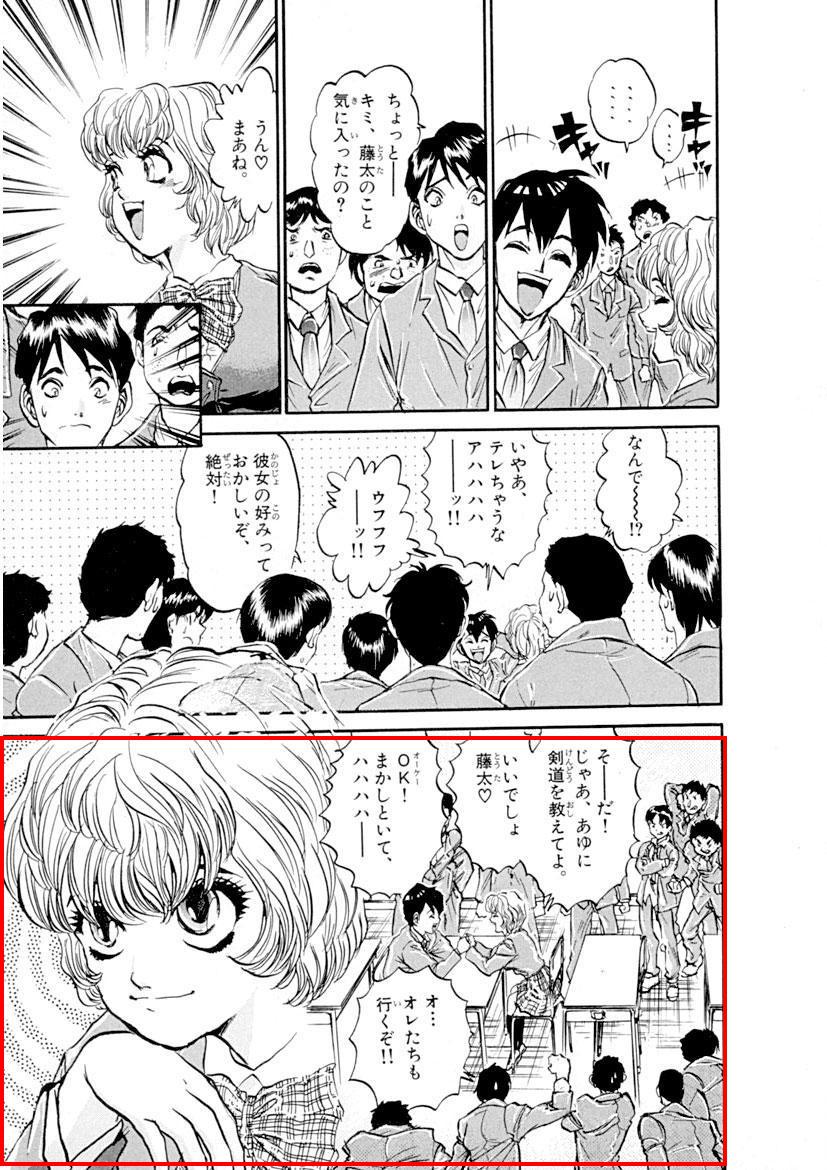 ‥‥
‥‥
キャッ
キャッ
ちょっとー
キミ、藤太のこと
気に入ったの？
うん♡
まあね。
なんで〜〜!?
いやあ、
テレちゃうな
アハハハハ
ーッ!!
ウフフフ
ーッ!!
彼女の好みって
おかしいぞ、
絶対！
そーだ！
じゃあ、あゆに
剣道を教えてよ。
いいでしょ
藤太♡
OK！
まかしといて、
ハハハハー
オ…
オレたちも
行くぞ!!